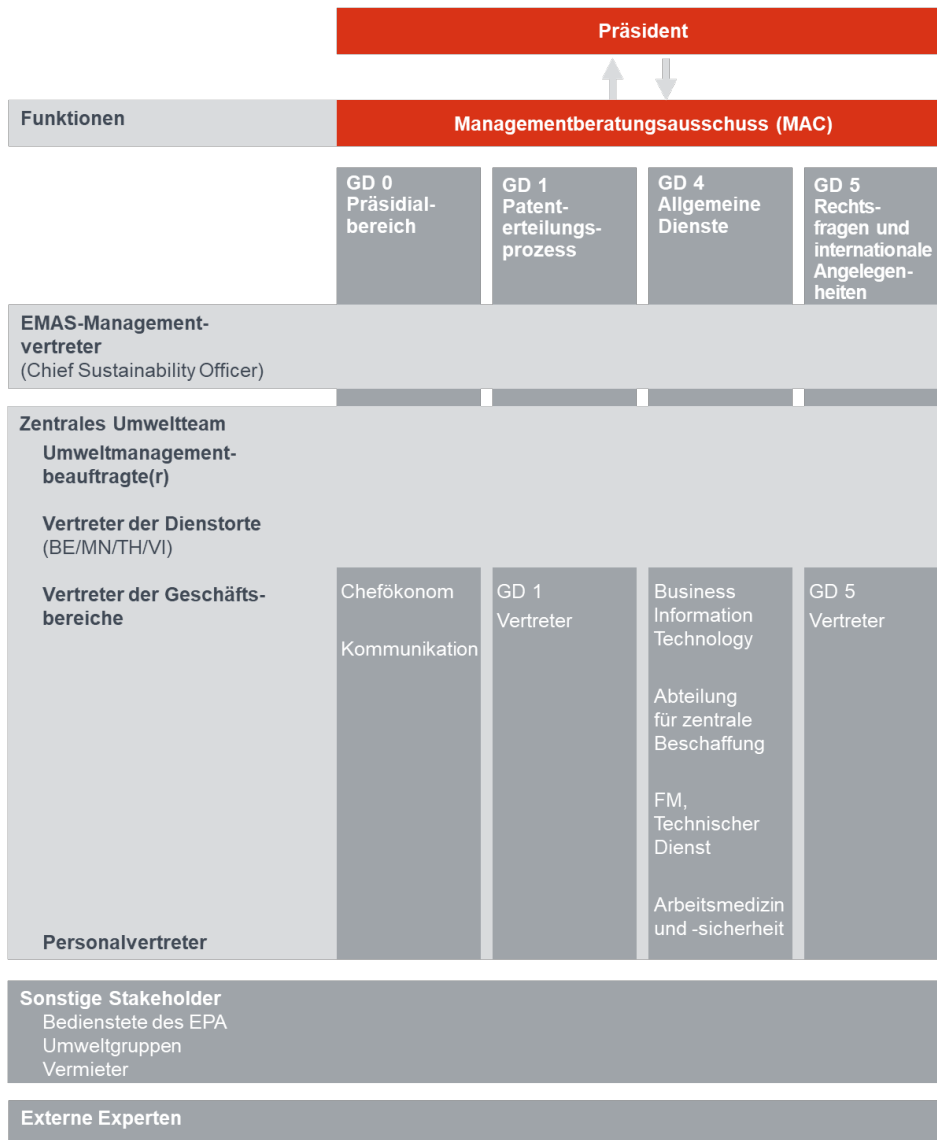 Präsident
Funktionen
Managementberatungsausschuss (MAC)
GD 0
Präsidial-
bereich
GD 1
Patent-
erteilungs-
prozess
GD 4
Allgemeine
Dienste
GD 5
Rechts-
fragen und
internationale
Angelegen-
heiten
EMAS-Management-
vertreter
(Chief Sustainability Officer)
Zentrales Umweltteam
Umweltmanagement-
beauftragte(r)
Vertreter der Dienstorte
(BE/MN/TH/VI)
Vertreter der Geschäfts-
bereiche
Chefökonom
Kommunikation
GD 1
Vertreter
Business
Information
Technology
Abteilung
für zentrale
Beschaffung
FM,
Technischer
Dienst
Arbeitsmedizin
und -sicherheit
GD 5
Vertreter
Personalvertreter
Sonstige Stakeholder
Bedienstete des EPA
Umweltgruppen
Vermieter
Externe Experten